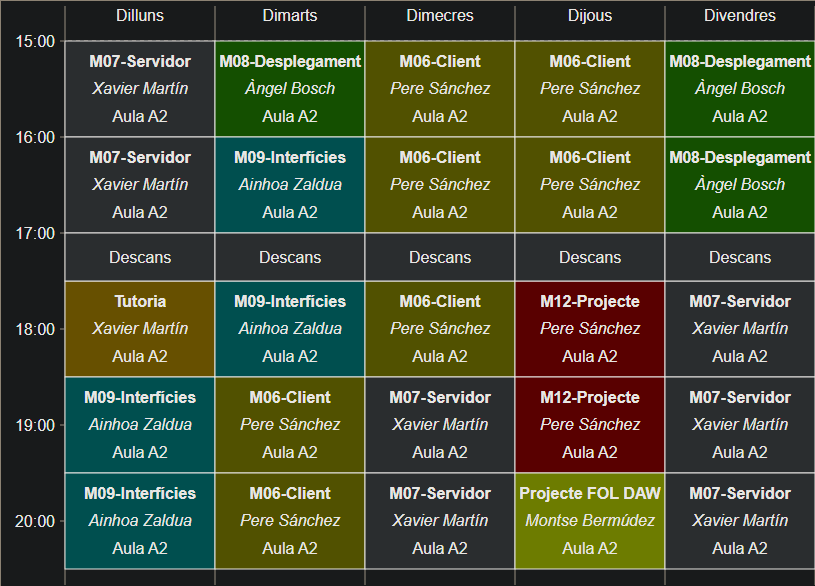 Dilluns Dimarts Dimecres Dijous Divendres
15:00
M07-Servidor M08-Desplegament M06-Client M06-Client M08-Desplegament
Xavier Martín Àngel Bosch Pere Sánchez Pere Sánchez Àngel Bosch
Aula A2 Aula A2 Aula A2 Aula A2 Aula A2
16:00
M07-Servidor M09-Interfícies M06-Client M06-Client M08-Desplegament
Xavier Martín Ainhoa Zaldua Pere Sánchez Pere Sánchez Àngel Bosch
Aula A2 Aula A2 Aula A2 Aula A2 Aula A2
17:00
Descans Descans Descans Descans Descans
Tutoria M09-Interfícies M06-Client M12-Projecte M07-Servidor
18:00 Xavier Martín Ainhoa Zaldua Pere Sánchez Pere Sánchez Xavier Martín
Aula A2 Aula A2 Aula A2 Aula A2 Aula A2
M09-Interfícies M06-Client M07-Servidor M12-Projecte M07-Servidor
19:00 Ainhoa Zaldua Pere Sánchez Xavier Martín Pere Sánchez Xavier Martín
Aula A2 Aula A2 Aula A2 Aula A2 Aula A2
M09-Interfícies M06-Client M07-Servidor Projecte FOL DAW M07-Servidor
20:00 Ainhoa Zaldua Pere Sánchez Xavier Martín Montse Bermúdez Xavier Martín
Aula A2 Aula A2 Aula A2 Aula A2 Aula A2